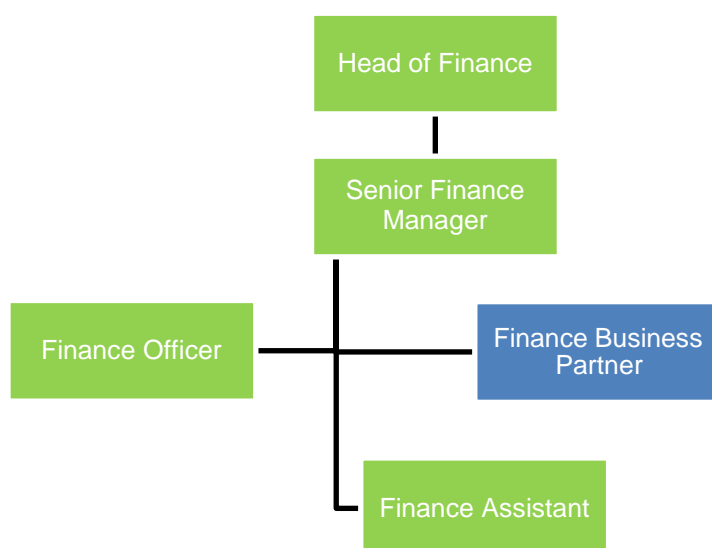 Head of Finance
Senior Finance
Manager
Finance Officer
Finance Business
Partner
Finance Assistant